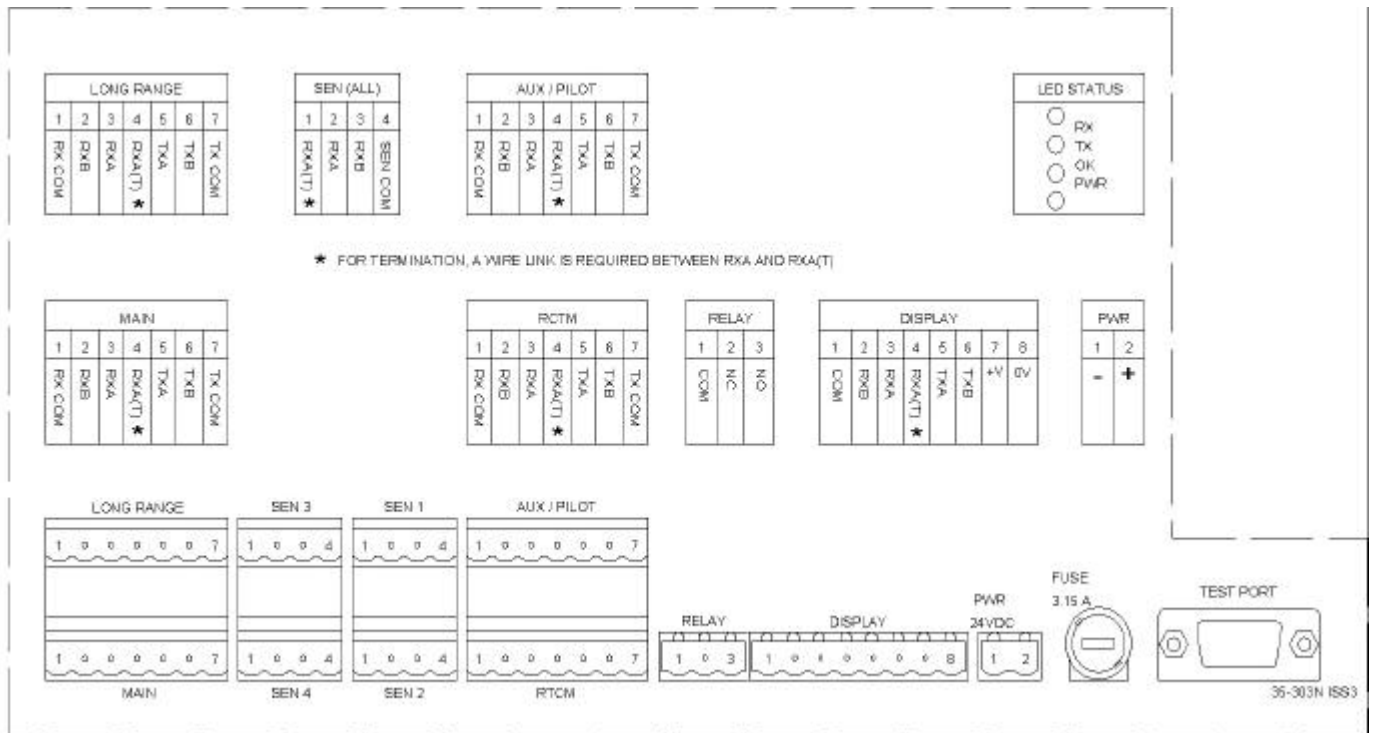 LONG RANGE
1 2 3 4 5 6 7
RX COM RXB RXA RXA(T) * TXA TXB TX COM
SEN (ALL)
1 2 3 4
RXA(T) * RXA RXB SEN COM
AUX / PILOT
1 2 3 4 5 6 7
RX COM RXB RXA RXA(T) * TXA TXB TX COM
LED STATUS
RX
TX
OK
PWR
* FOR TERMINATION, A WIRE LINK IS REQUIRED BETWEEN RXA AND RXA(T)
MAIN
1 2 3 4 5 6 7
RX COM RXB RXA RXA(T) * TXA TXB TX COM
RCTM
1 2 3 4 5 6 7
RX COM RXB RXA RXA(T) * TXA TXB TX COM
RELAY
1 2 3
COM NC NO
DISPLAY
1 2 3 4 5 6 7 8
COM RXB RXA RXA(T) * TXA TXB +V 0V
PWR
1 2
- +
LONG RANGE SEN 3 SEN 1 AUX / PILOT
1 7 1 4 1 4 1 7
FUSE
3.15 A
TEST PORT
PWR
24VDC
RELAY DISPLAY
1 7 1 4 1 4 1 7 1 3 1 8 1 2
MAIN SEN 4 SEN 2 RTCM
35-303N ISS3